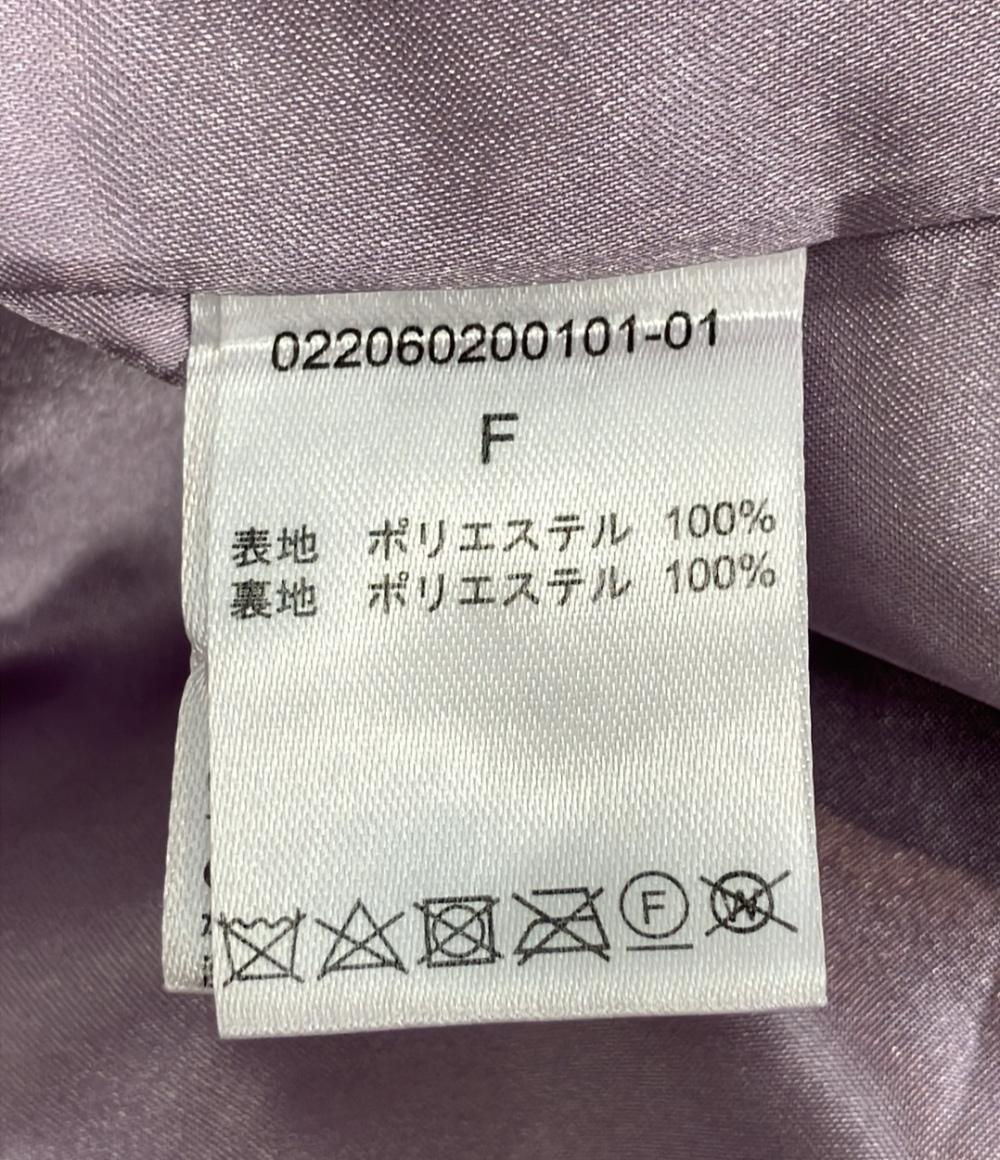 022060200101-01
F
表地 ポリエステル 100%
裏地 ポリエステル 100%
F
W